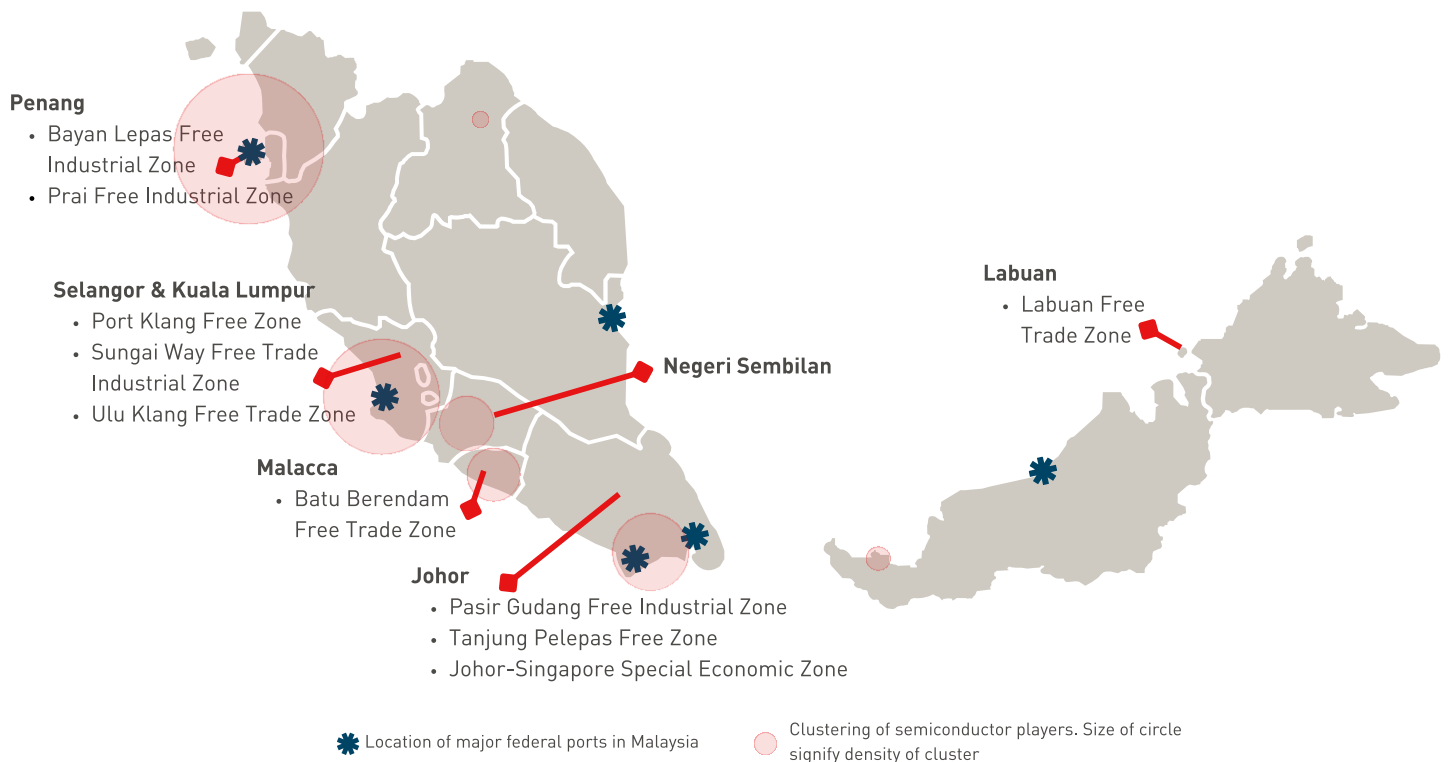 Penang
• Bayan Lepas Free
Industrial Zone
• Prai Free Industrial Zone
Selangor & Kuala Lumpur
• Port Klang Free Zone
• Sungai Way Free Trade
Industrial Zone
• Ulu Klang Free Trade Zone
Negeri Sembilan
Malacca
• Batu Berendam
Free Trade Zone
Johor
• Pasir Gudang Free Industrial Zone
• Tanjung Pelepas Free Zone
• Johor-Singapore Special Economic Zone
Labuan
• Labuan Free
Trade Zone
Location of major federal ports in Malaysia
Clustering of semiconductor players. Size of circle
signify density of cluster